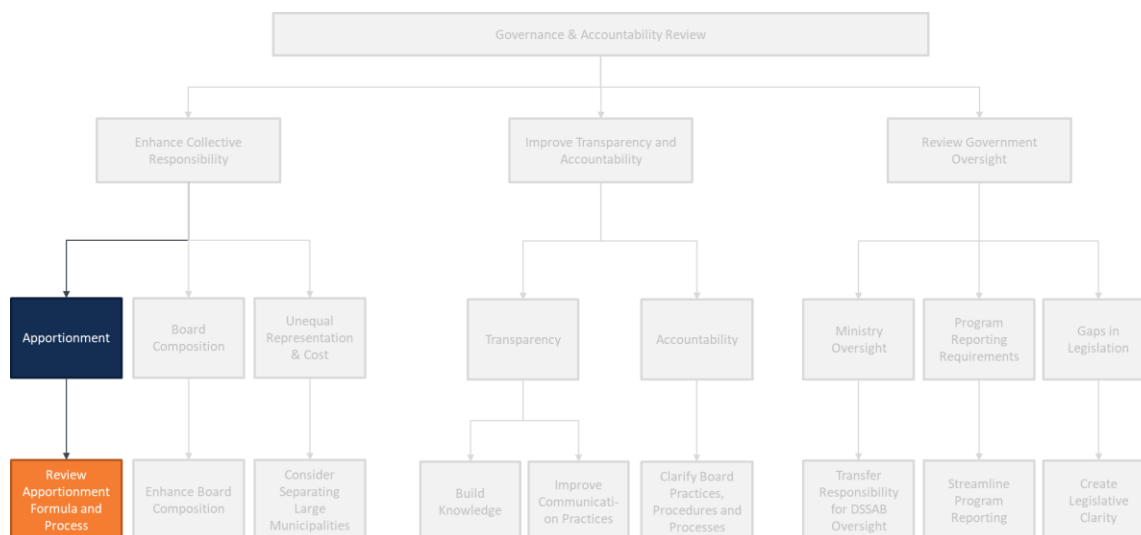 Governance & Accountability Review
Enhance Collective
Responsibility
Improve Transparency and
Accountability
Review Government
Oversight
Apportionment
Board
Composition
Unequal
Representation
& Cost
Transparency
Accountability
Ministry
Oversight
Program
Reporting
Requirements
Gaps in
Legislation
Review
Apportionment
Formula and
Process
Enhance Board
Composition
Consider
Separating
Large
Municipalities
Build
Knowledge
Improve
Communicati-
on Practices
Clarify Board
Practices,
Procedures and
Processes
Transfer
Responsibility
for DSSAB
Oversight
Streamline
Program
Reporting
Create
Legislative
Clarity